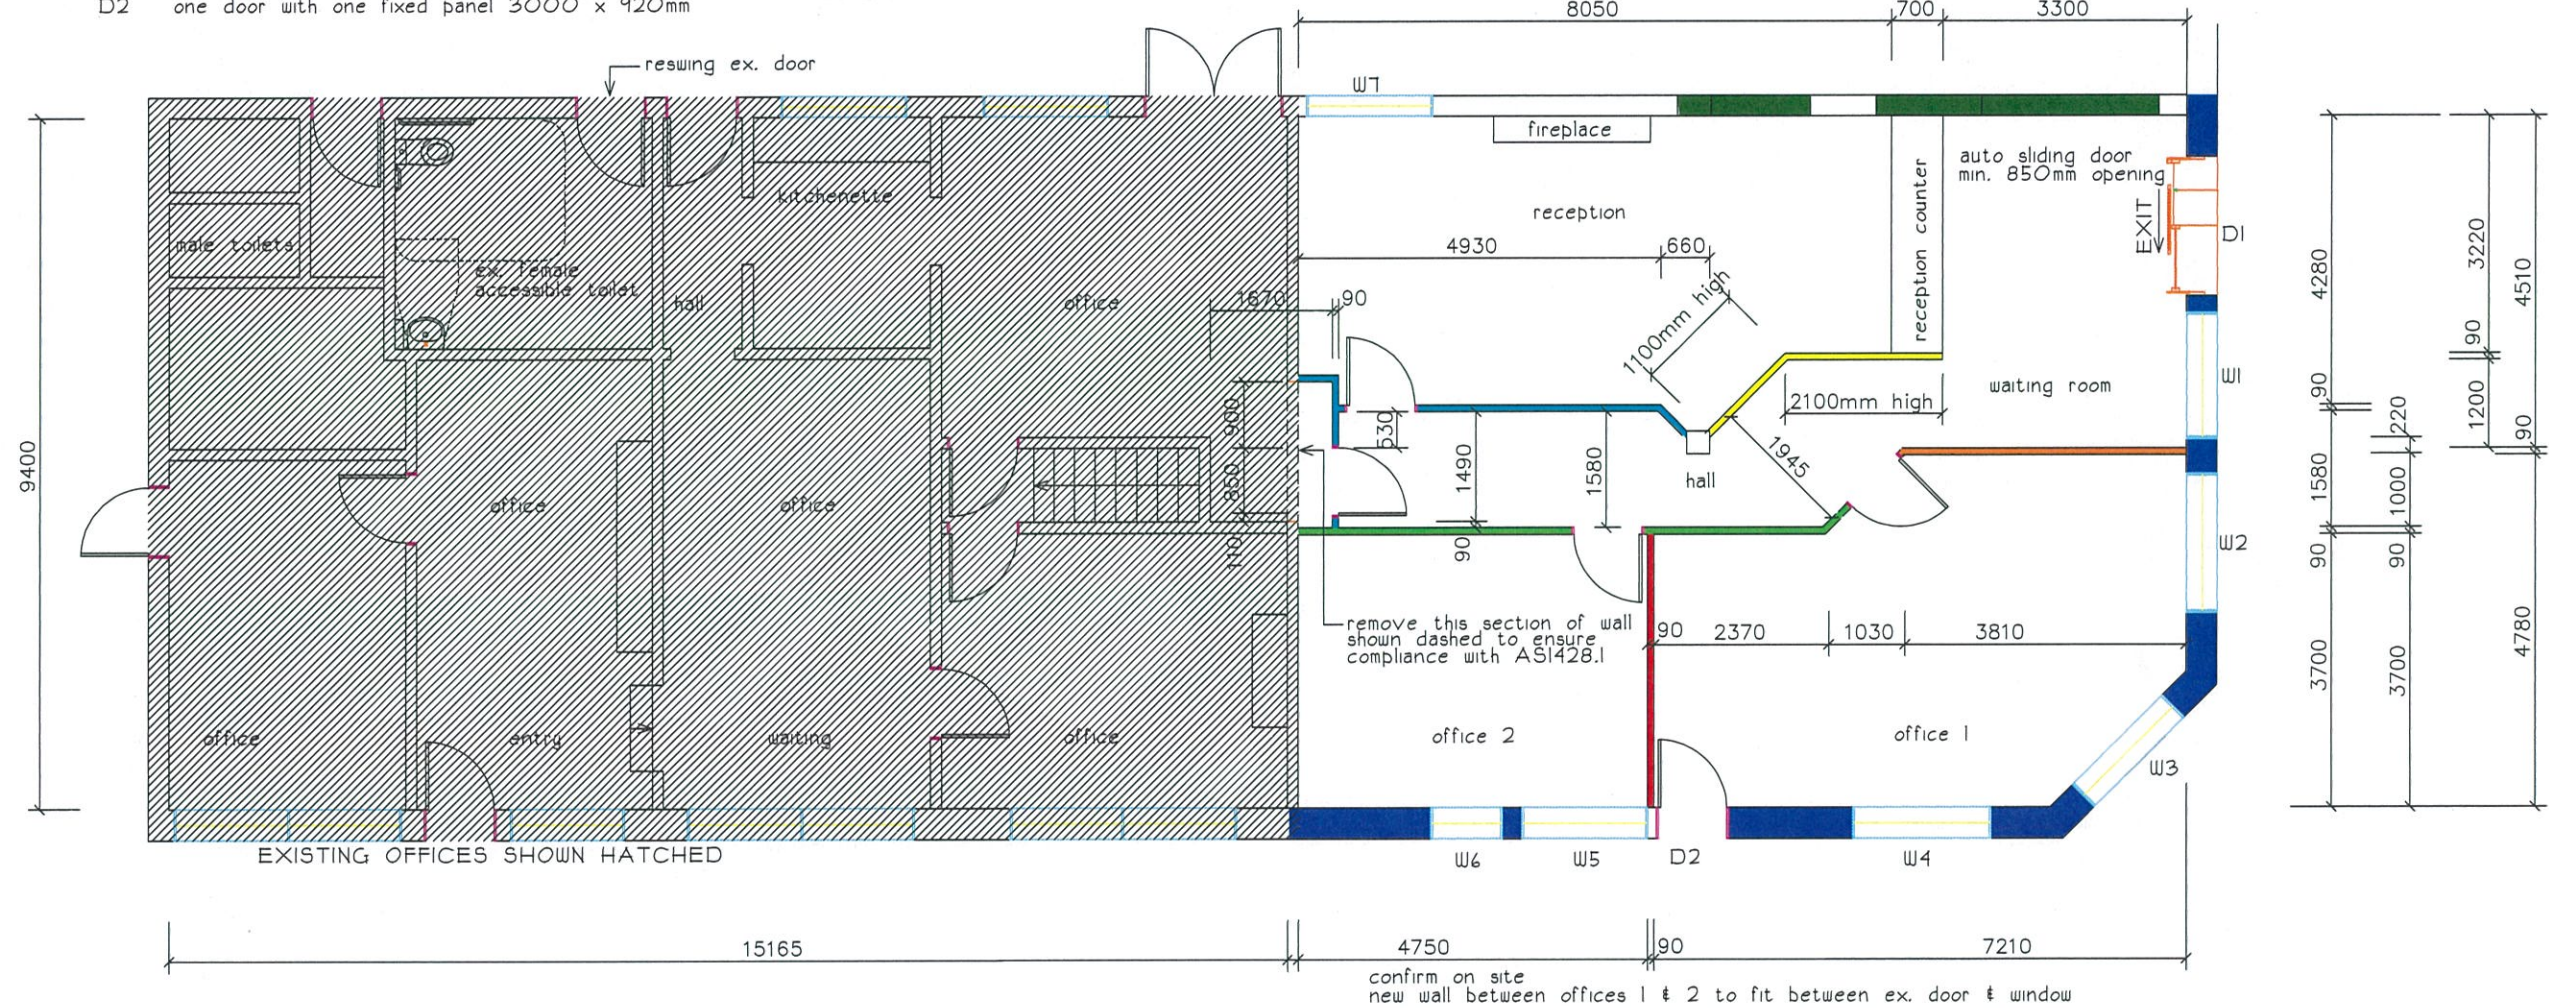 D2 one door with one fixed panel 3000 x 920mm
8050
700
3300
reswing ex. door
W7
fireplace
auto sliding door
min. 850mm opening
kitchenette
reception
reception counter
EXIT
D1
male toilets
4930
660
ex. female
accessible toilet
hall
office
1670
90
1100mm high
4280
3220
4510
90
W1
waiting room
2100mm high
900
530
1490
1580
1945
hall
90
220
1200
90
9400
office
office
850
110
90
1580
1000
W2
90
90
remove this section of wall
shown dashed to ensure
compliance with AS1428.1
90
2370
1030
3810
3700
3700
4780
office
entry
waiting
office
office 2
office 1
W3
EXISTING OFFICES SHOWN HATCHED
W6
W5
D2
W4
15165
4750
90
7210
confirm on site
new wall between offices 1 & 2 to fit between ex. door & window